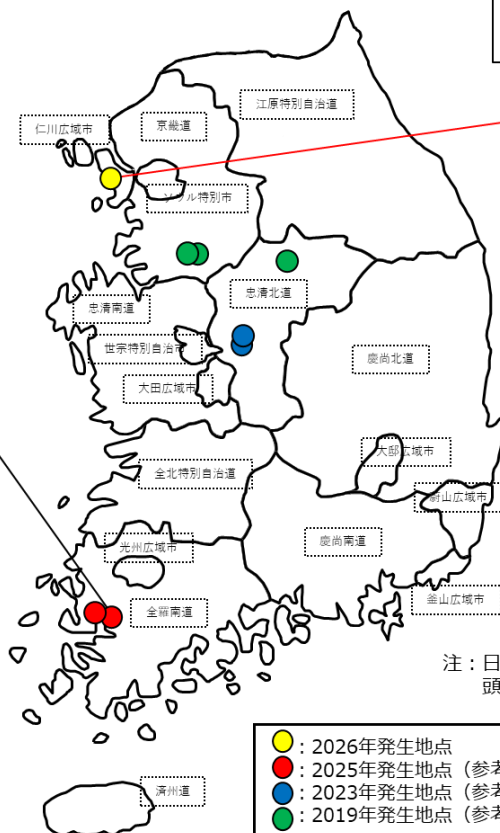 江原特別自治道
仁川広域市
京畿道
ソウル特別市
忠清北道
忠清南道
世宗特別自治市
慶尚北道
大田広域市
大邱広域市
全北特別自治道
蔚山広域市
光州広域市
慶尚南道
釜山広域市
全羅南道
注：日
頭
：2026年発生地点
：2025年発生地点（参考
：2023年発生地点（参考
：2019年発生地点（参考
済州道